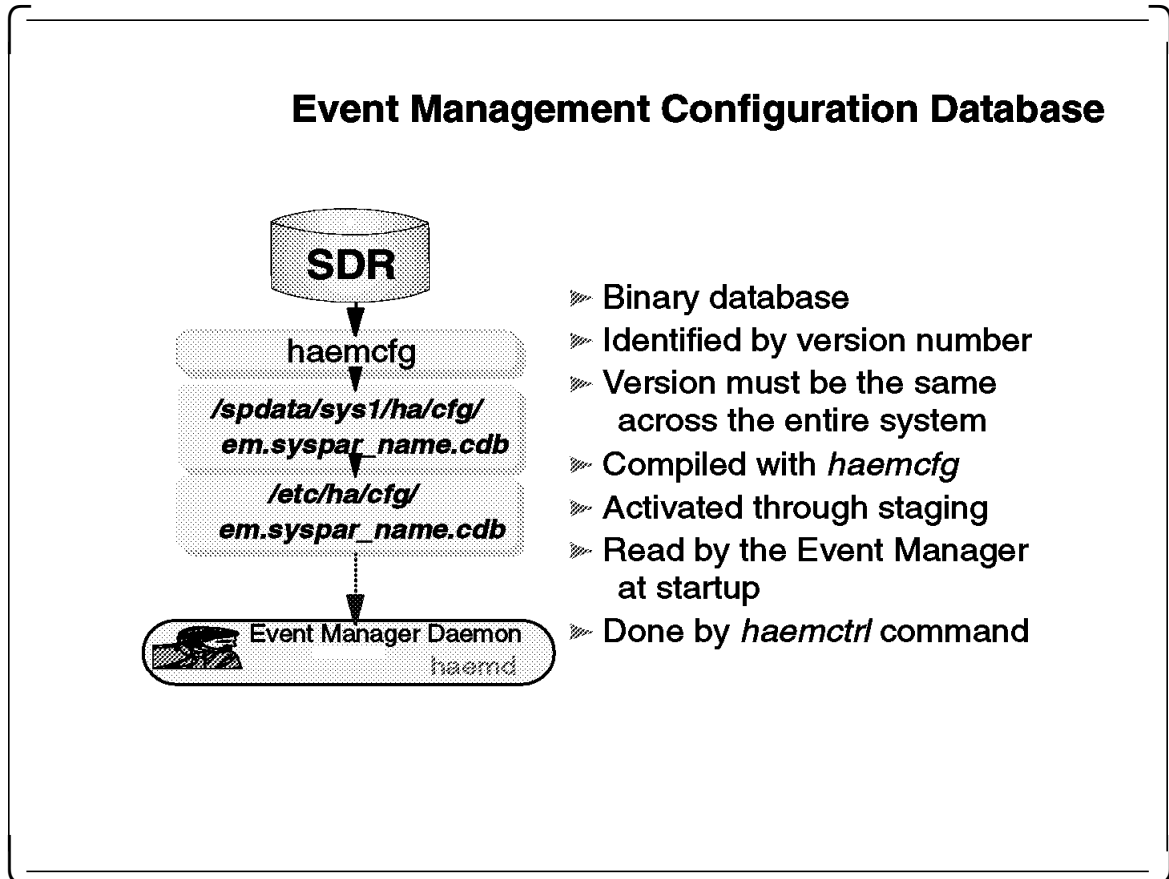 Event Management Configuration Database
SDR
haemcfg
/spdata/sys1/ha/cfg/
em.syspar_name.cdb
/etc/ha/cfg/
em.syspar_name.cdb
Event Manager Daemon
haemd
Binary database
Identified by version number
Version must be the same
across the entire system
Compiled with haemcfg
Activated through staging
Read by the Event Manager
at startup
Done by haemctrl command